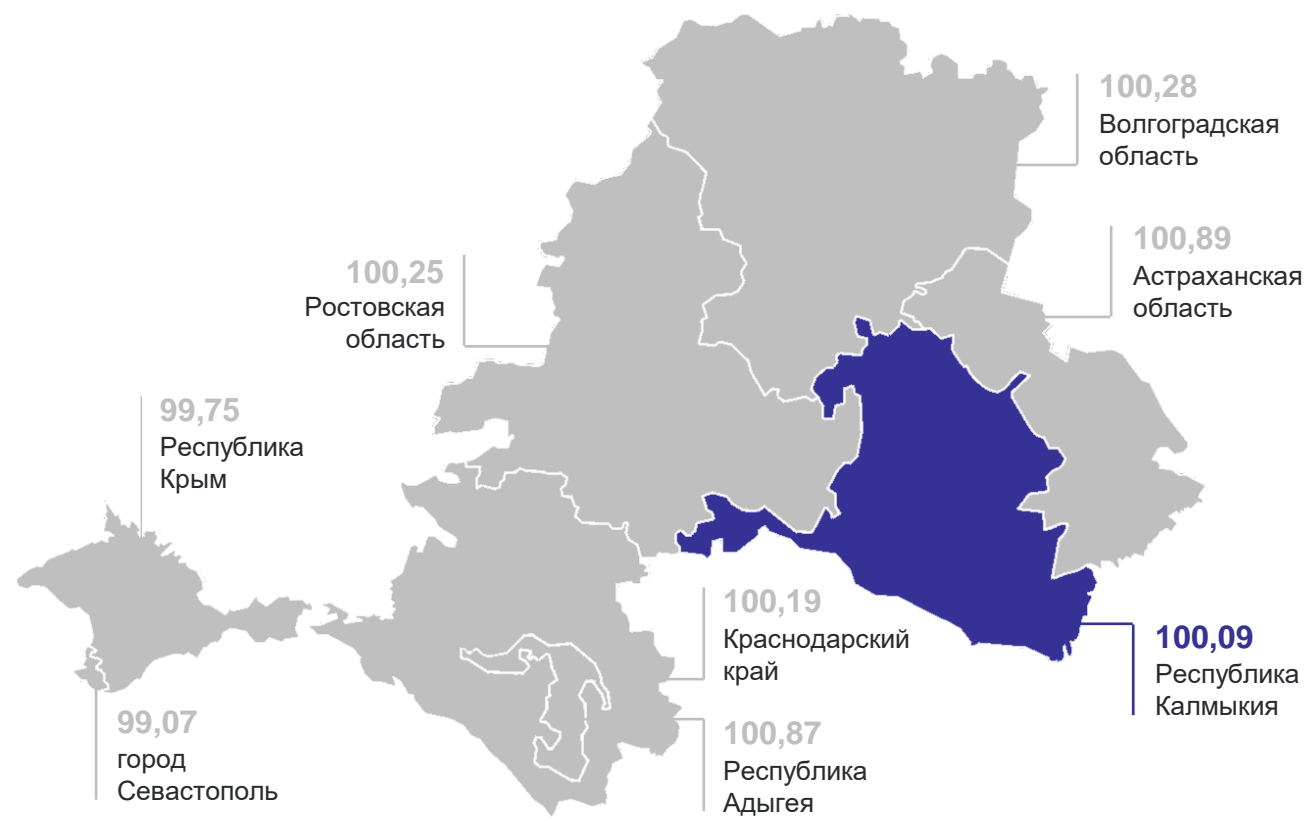 100,28
Волгоградская
область
100,89
Астраханская
область
100,25
Ростовская
область
99,75
Республика
Крым
100,19
Краснодарский
край
100,09
Республика
Калмыкия
99,07
город
Севастополь
100,87
Республика
Адыгея